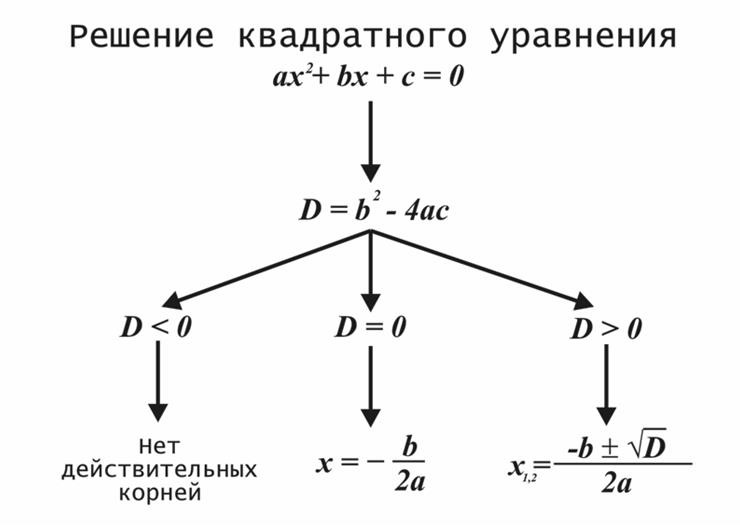 Решение квадратного уравнения
ax²+ bx + c = 0
D = b² - 4ac
D < 0
D = 0
D > 0
нет
действительных
корней
x = − b/2a
x₁,₂= -b ± √D/2a